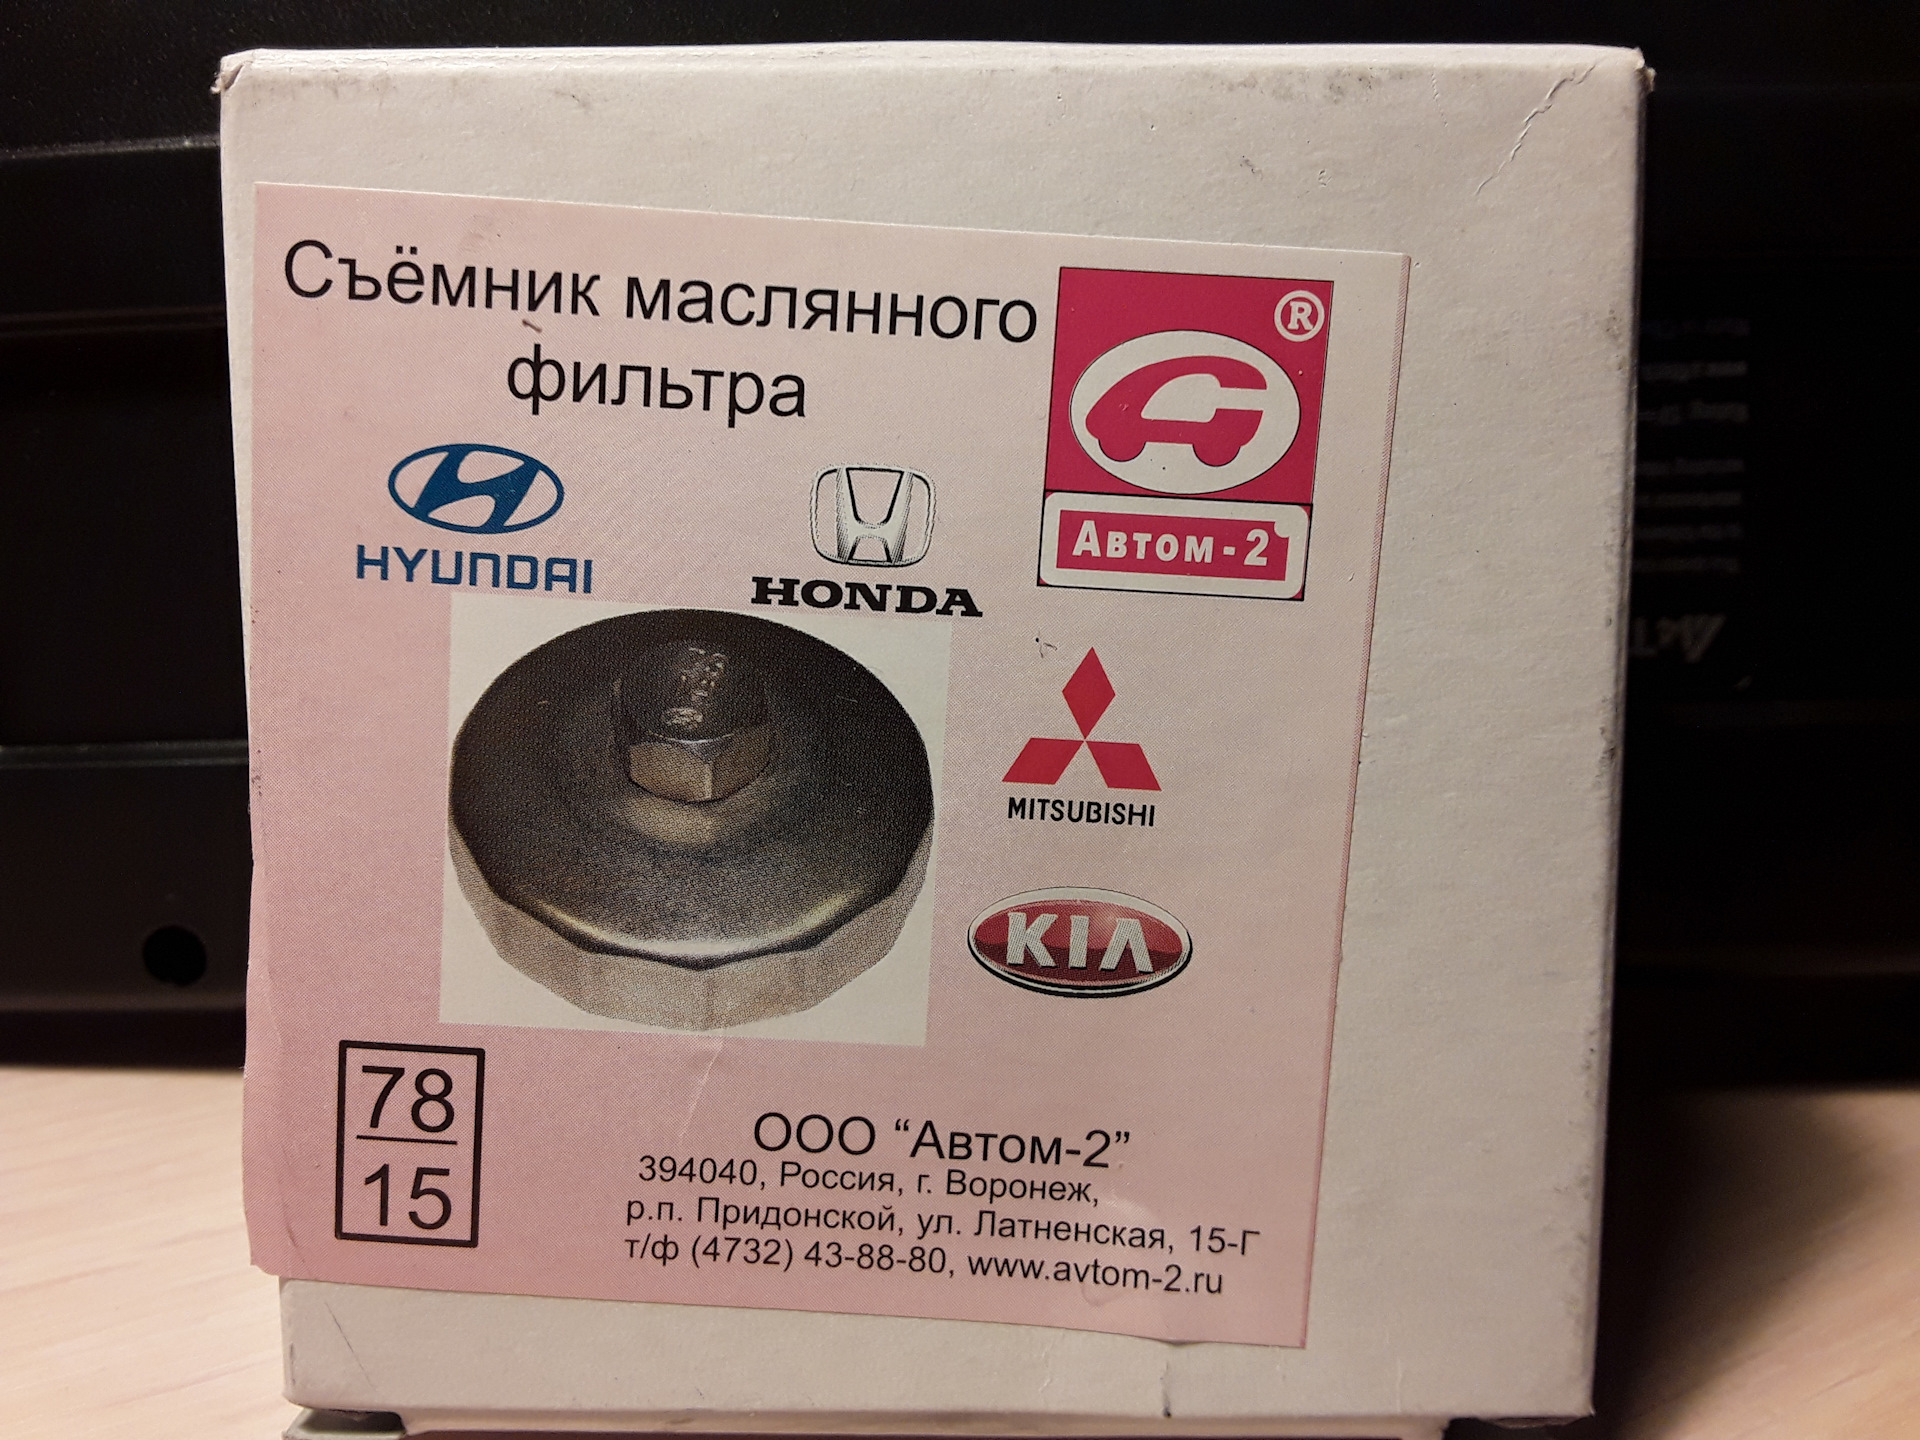 Съёмник маслянного
фильтра
®
Автом-2
HYUNDAI
HONDA
MITSUBISHI
KIA
78
15
ООО “Автом-2”
394040, Россия, г. Воронеж,
р.п. Придонской, ул. Латненская, 15-Г
т/ф (4732) 43-88-80, www.avtom-2.ru